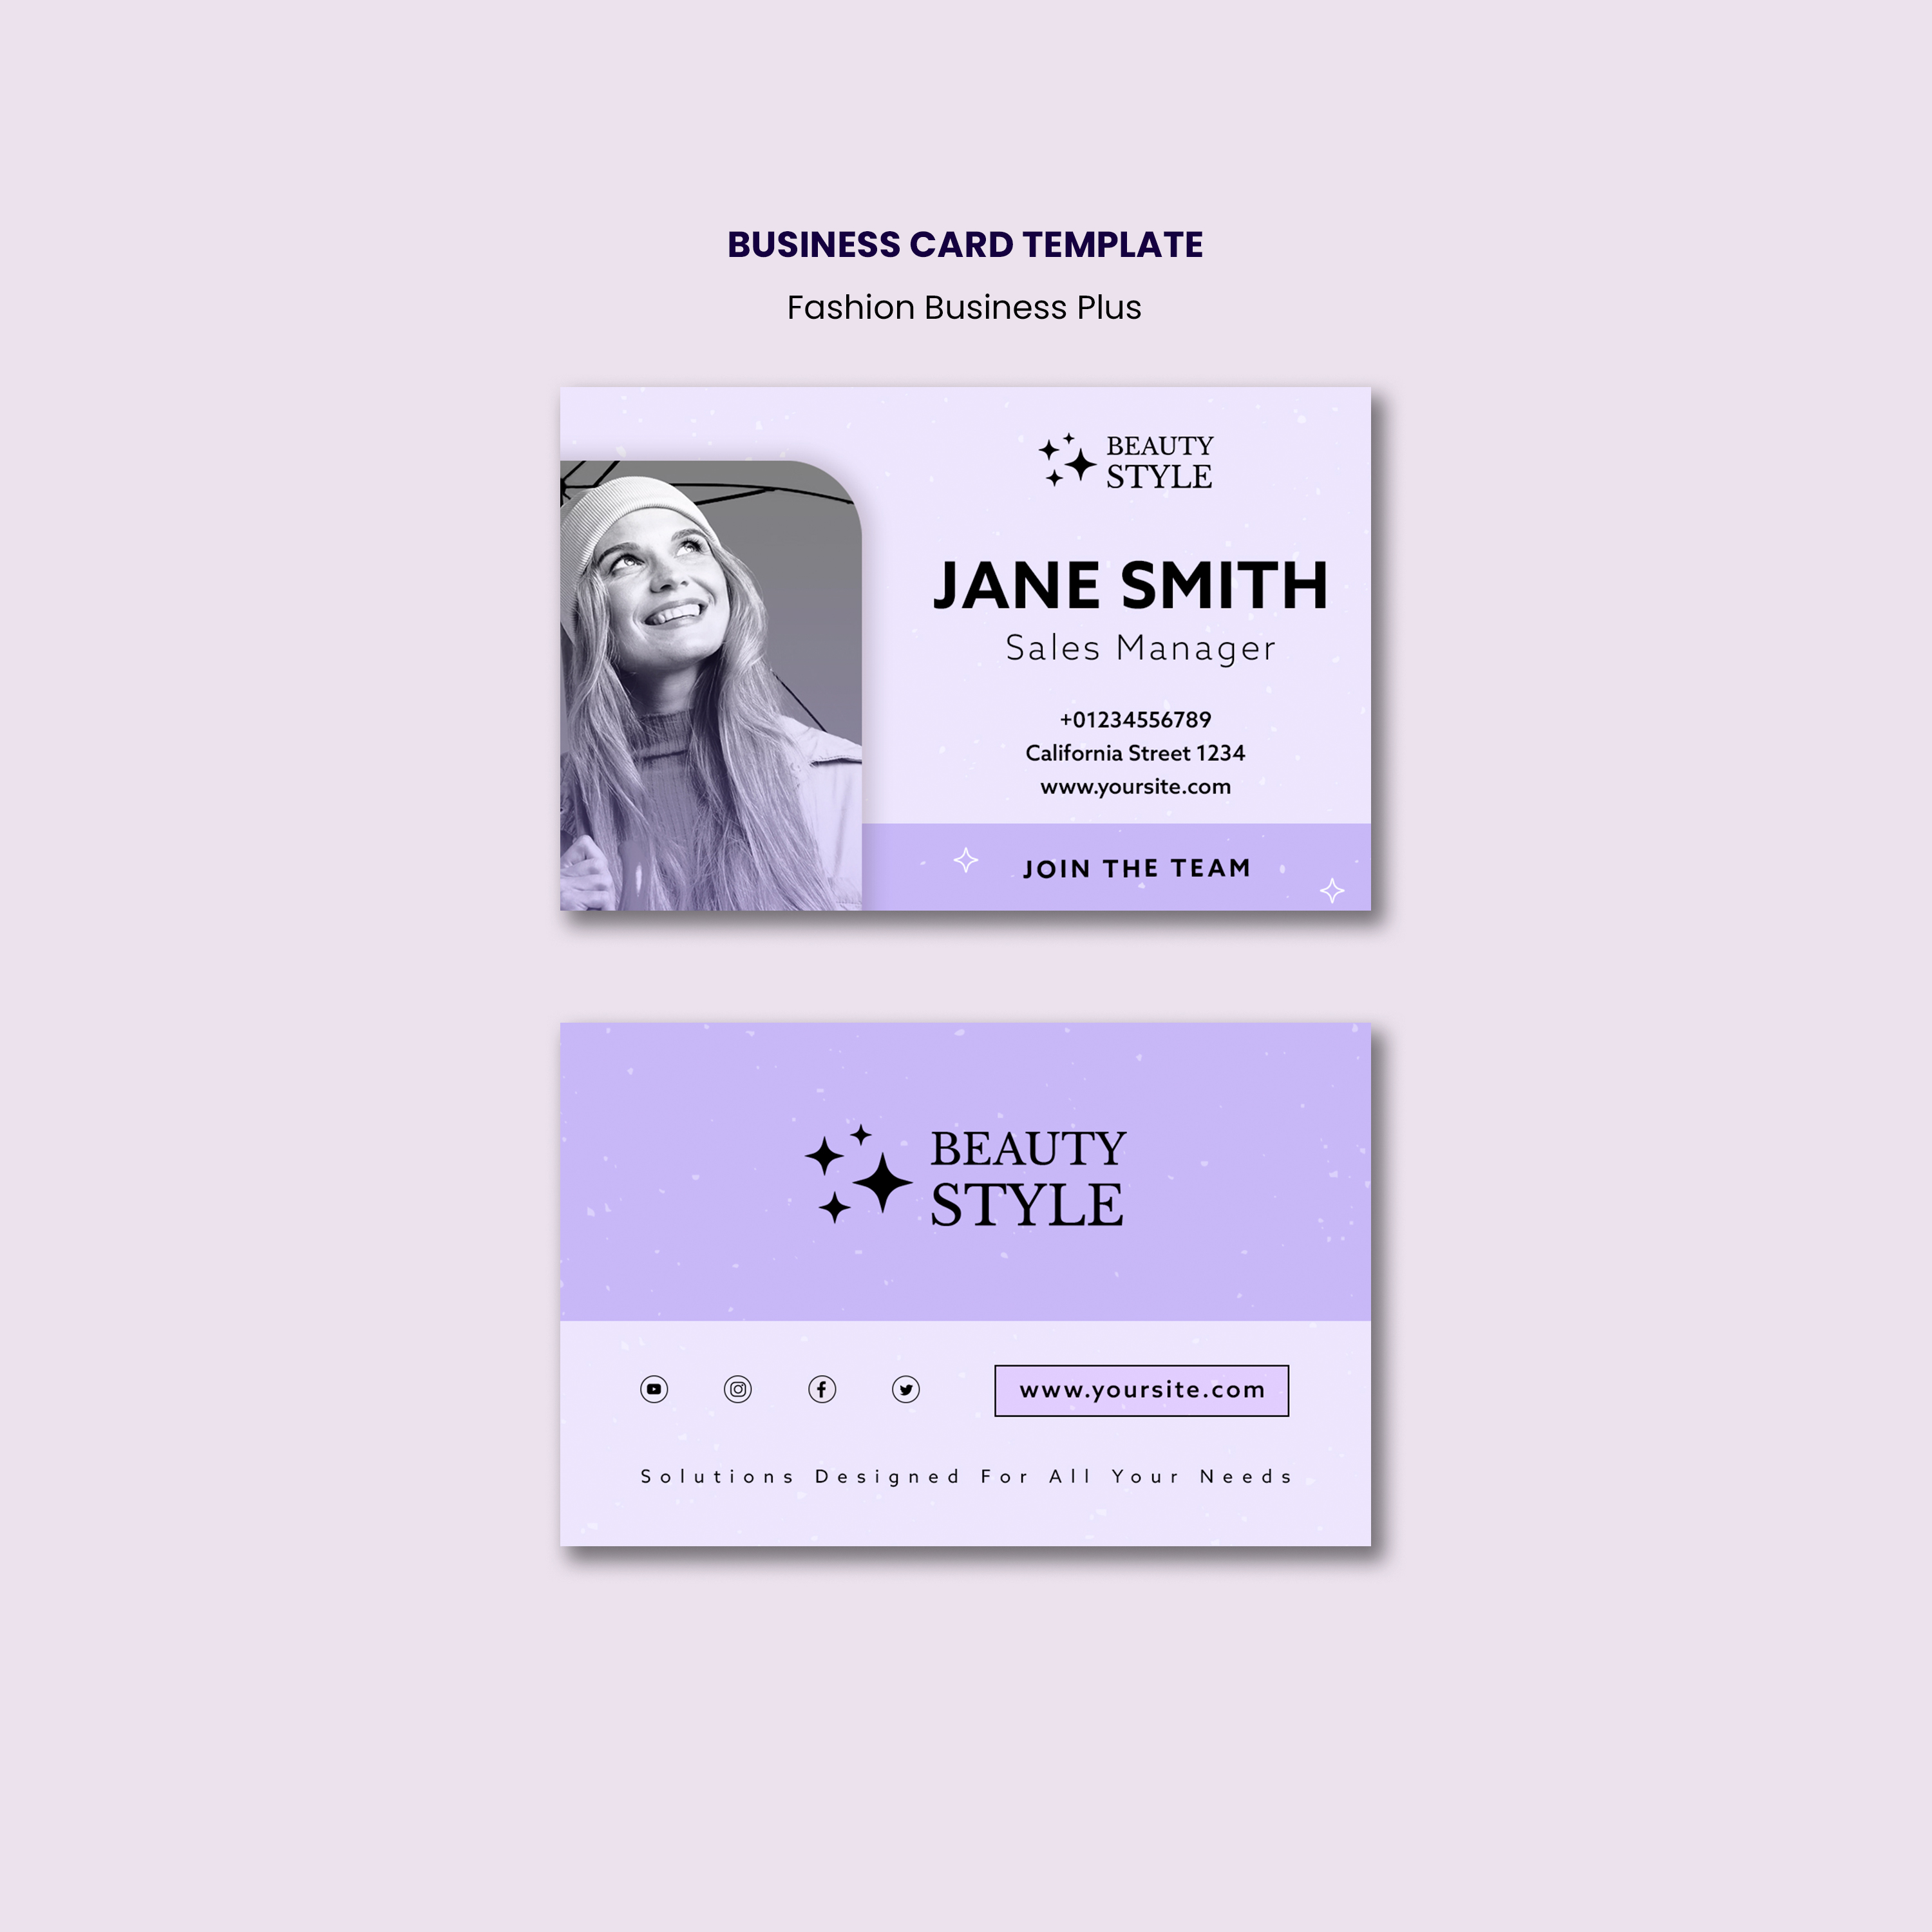 BUSINESS CARD TEMPLATE
Fashion Business Plus
BEAUTY
STYLE
JANE SMITH
Sales Manager
+01234556789
California Street 1234
www.yoursite.com
JOIN THE TEAM
BEAUTY
STYLE
www.yoursite.com
Solutions Designed For All Your Needs